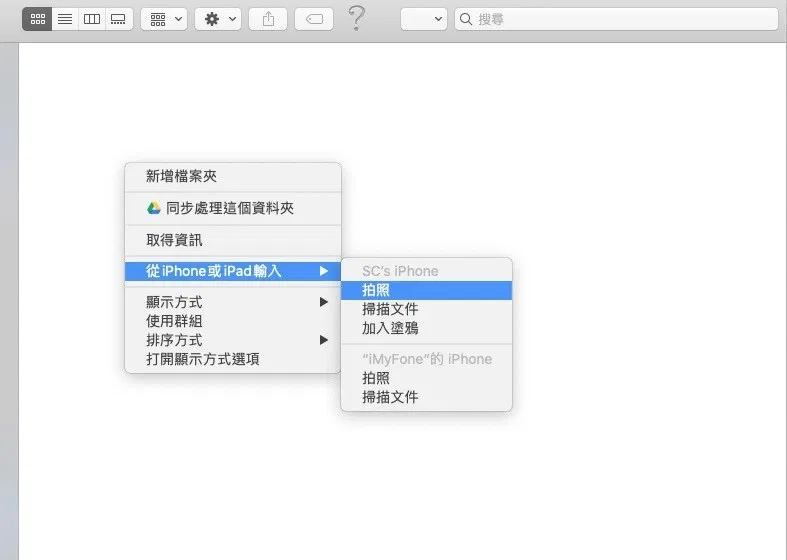 搜尋
新增檔案夾
同步處理這個資料夾
取得資訊
從 iPhone 或 iPad 輸入
顯示方式
使用群組
排序方式
打開顯示方式選項
SC's iPhone
拍照
掃描文件
加入塗鴉
“iMyFone”的 iPhone
拍照
掃描文件